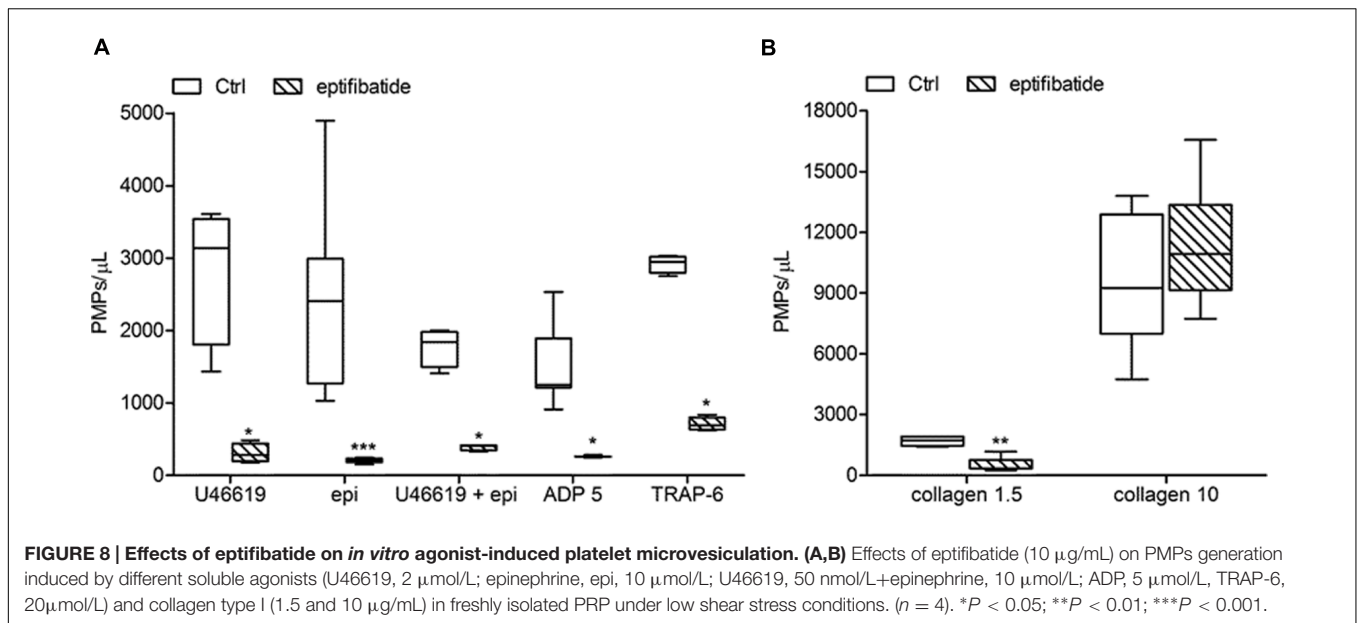 A
Ctrl eptifibatide
5000
4000
3000
2000
1000
0
PMPs/μL
* *** * * *
U46619 epi U46619 + epi ADP 5 TRAP-6
B
Ctrl eptifibatide
18000
15000
12000
9000
6000
3000
0
PMPs/μL
**
collagen 1.5 collagen 10
FIGURE 8 | Effects of eptifibatide on in vitro agonist-induced platelet microvesiculation. (A,B) Effects of eptifibatide (10 μg/mL) on PMPs generation
induced by different soluble agonists (U46619, 2 μmol/L; epinephrine, epi, 10 μmol/L; U46619, 50 nmol/L+epinephrine, 10 μmol/L; ADP, 5 μmol/L, TRAP-6,
20μmol/L) and collagen type I (1.5 and 10 μg/mL) in freshly isolated PRP under low shear stress conditions. (n = 4). *P < 0.05; **P < 0.01; ***P < 0.001.